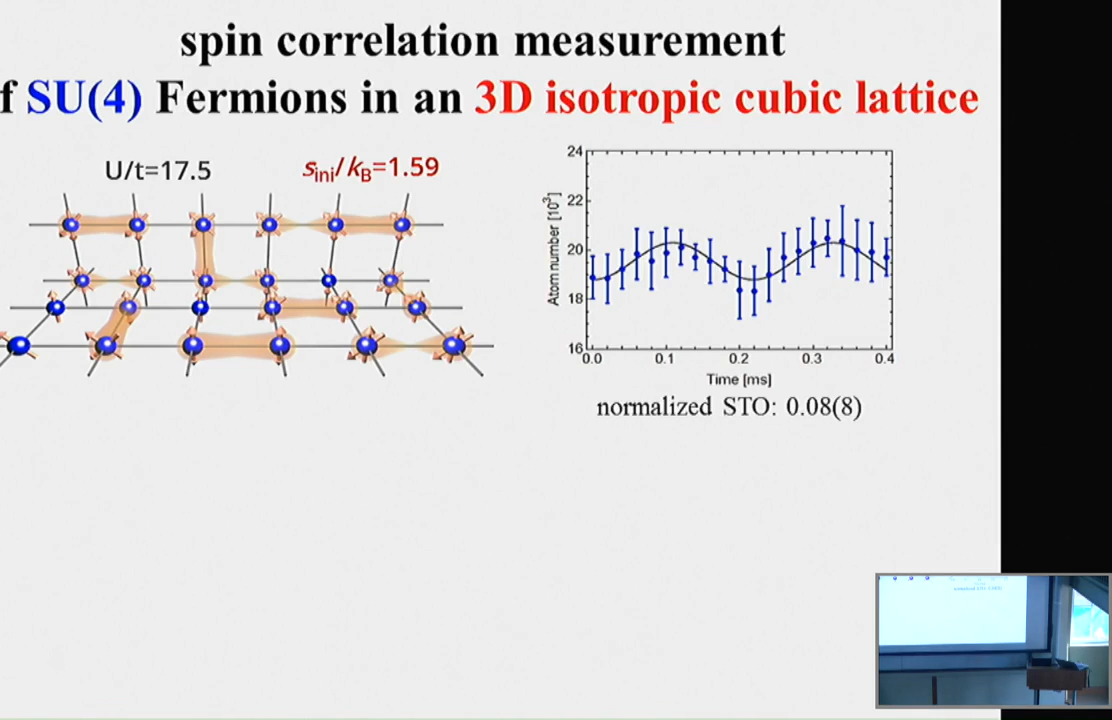 spin correlation measurement
f SU(4) Fermions in an 3D isotropic cubic lattice
U/t=17.5
sini/kB=1.59
24
22
20
18
16
Atom number [10³]
0.0 0.1 0.2 0.3 0.4
Time [ms]
normalized STO: 0.08(8)